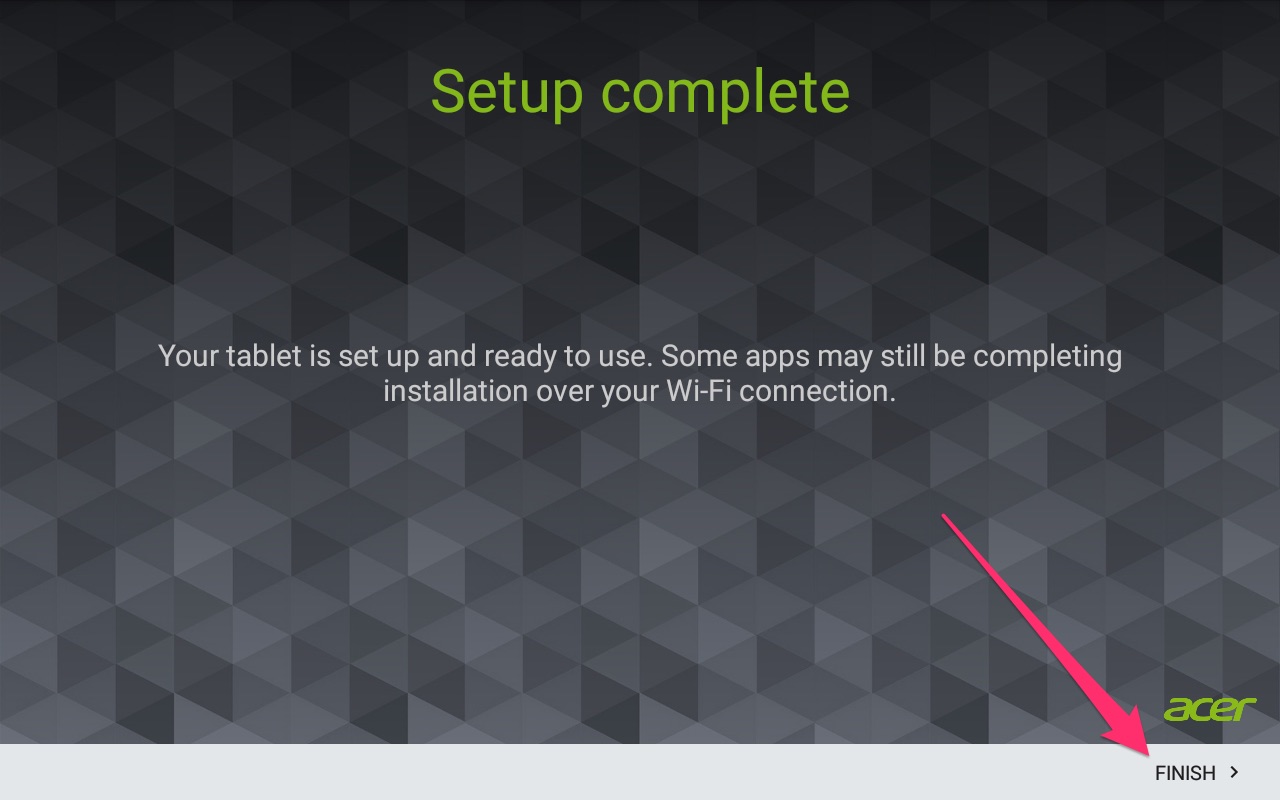 Setup complete
Your tablet is set up and ready to use. Some apps may still be completing
installation over your Wi-Fi connection.
acer
FINISH